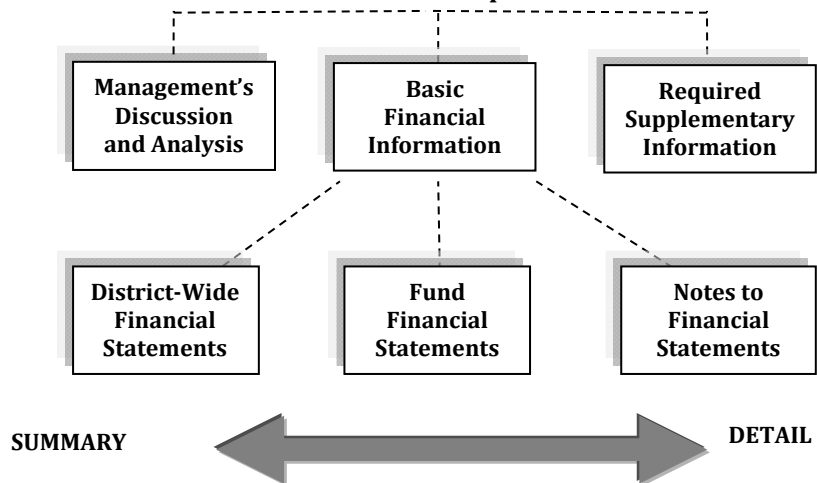 Management's
Discussion
and Analysis
Basic
Financial
Information
Required
Supplementary
Information
District-Wide
Financial
Statements
Fund
Financial
Statements
Notes to
Financial
Statements
SUMMARY
DETAIL